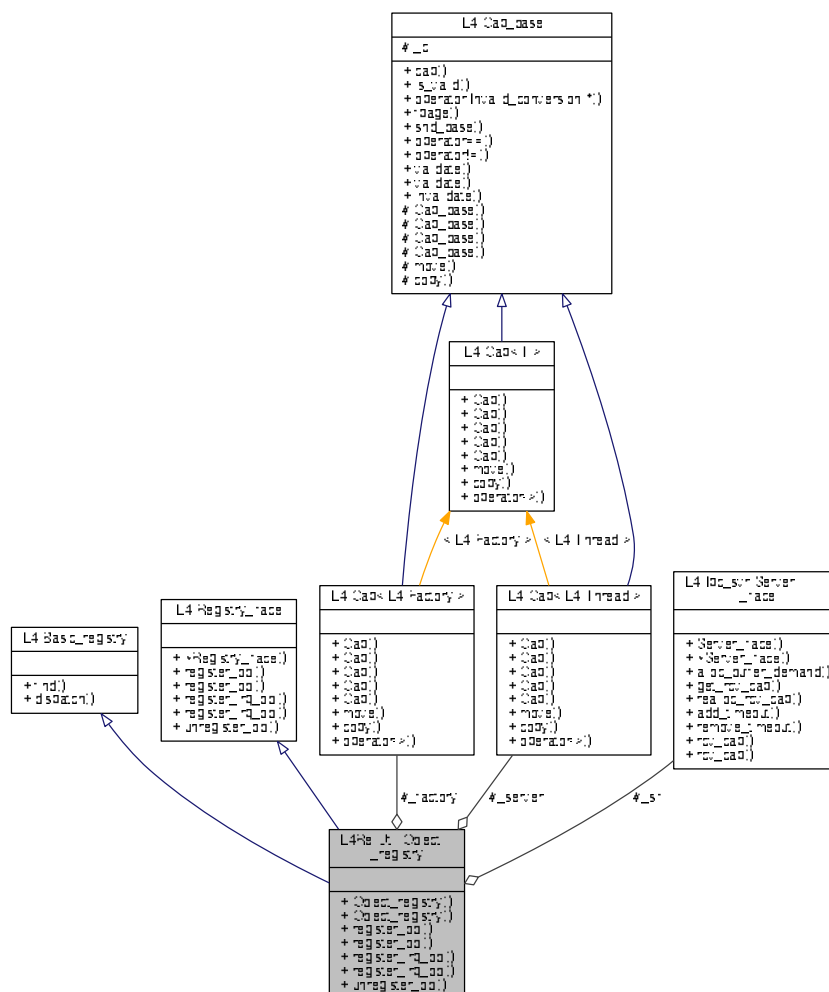 L4::Cap_base
# _c
+ cap()
+ is_valid()
+ operator Invalid_conversion *()
+ fpage()
+ snd_base()
+ operator==()
+ operator!=()
+ validate()
+ validate()
+ invalidate()
# Cap_base()
# Cap_base()
# Cap_base()
# Cap_base()
# move()
# copy()
L4::Cap< T >
+ Cap()
+ Cap()
+ Cap()
+ Cap()
+ Cap()
+ move()
+ copy()
+ operator->()
< L4::Factory >
< L4::Thread >
L4::Basic_registry
+ find()
+ dispatch()
L4::Registry_iface
+ ~Registry_iface()
+ register_obj()
+ register_obj()
+ register_irq_obj()
+ register_irq_obj()
+ unregister_obj()
L4::Cap< L4::Factory >
+ Cap()
+ Cap()
+ Cap()
+ Cap()
+ Cap()
+ move()
+ copy()
+ operator->()
L4::Cap< L4::Thread >
+ Cap()
+ Cap()
+ Cap()
+ Cap()
+ Cap()
+ move()
+ copy()
+ operator->()
L4::Ipc_svr::Server
_iface
+ Server_iface()
+ ~Server_iface()
+ alloc_buffer_demand()
+ get_rcv_cap()
+ realloc_rcv_cap()
+ add_timeout()
+ remove_timeout()
+ rcv_cap()
+ rcv_cap()
#_factory
#_server
#_sif
L4Re::Util::Object
_registry
+ Object_registry()
+ Object_registry()
+ register_obj()
+ register_obj()
+ register_irq_obj()
+ register_irq_obj()
+ unregister_obj()